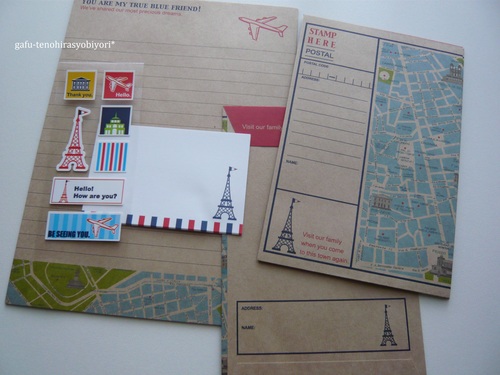 YOU ARE MY TRUE BLUE FRIEND!
gafu-tenohirasyobiyori*
Thank you.
Hello
Hello!
How are you?
BE SEEING YOU.
Visit our family
STAMP
HERE
POSTAL
NAME:
Visit our family
when you come
to this town again.
ADDRESS:
NAME: